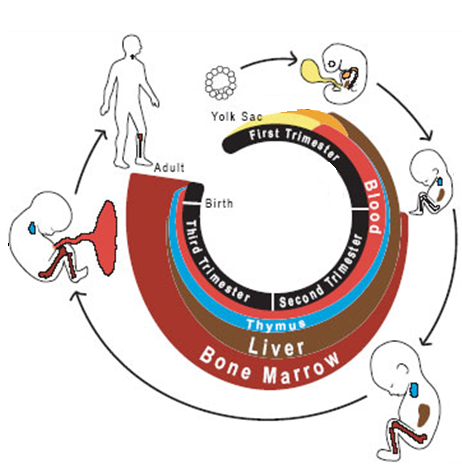 Yolk Sac
First Trimester
Blood
Adult
Birth
Third Trimester
Second Trimester
Thymus
Liver
Bone Marrow